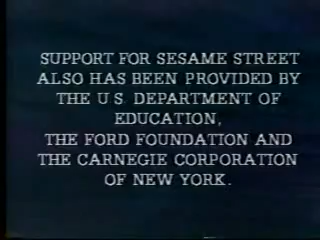 SUPPORT FOR SESAME STREET
ALSO HAS BEEN PROVIDED BY
THE U.S. DEPARTMENT OF
EDUCATION,
THE FORD FOUNDATION AND
THE CARNEGIE CORPORATION
OF NEW YORK.